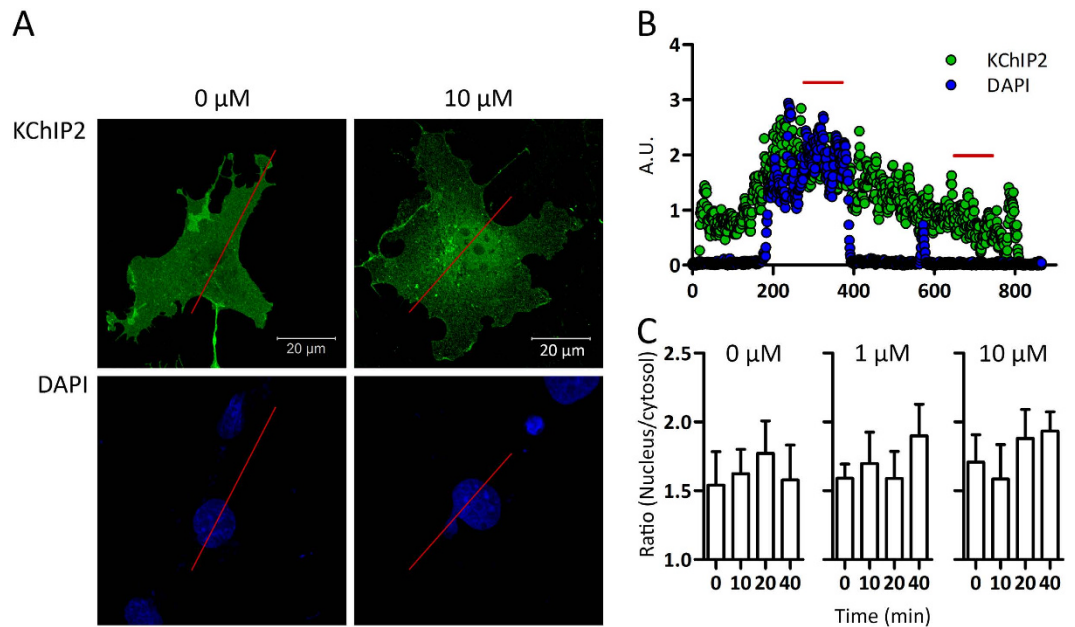 A
0 µM
10 µM
KChIP2
20 µm
20 µm
DAPI
B
4
3
2
1
0
A.U.
KChIP2
DAPI
0
200
400
600
800
C
Ratio (Nucleus/cytosol)
2.5
2.0
1.5
1.0
0 µM
1 µM
10 µM
0 10 20 40
0 10 20 40
0 10 20 40
Time (min)